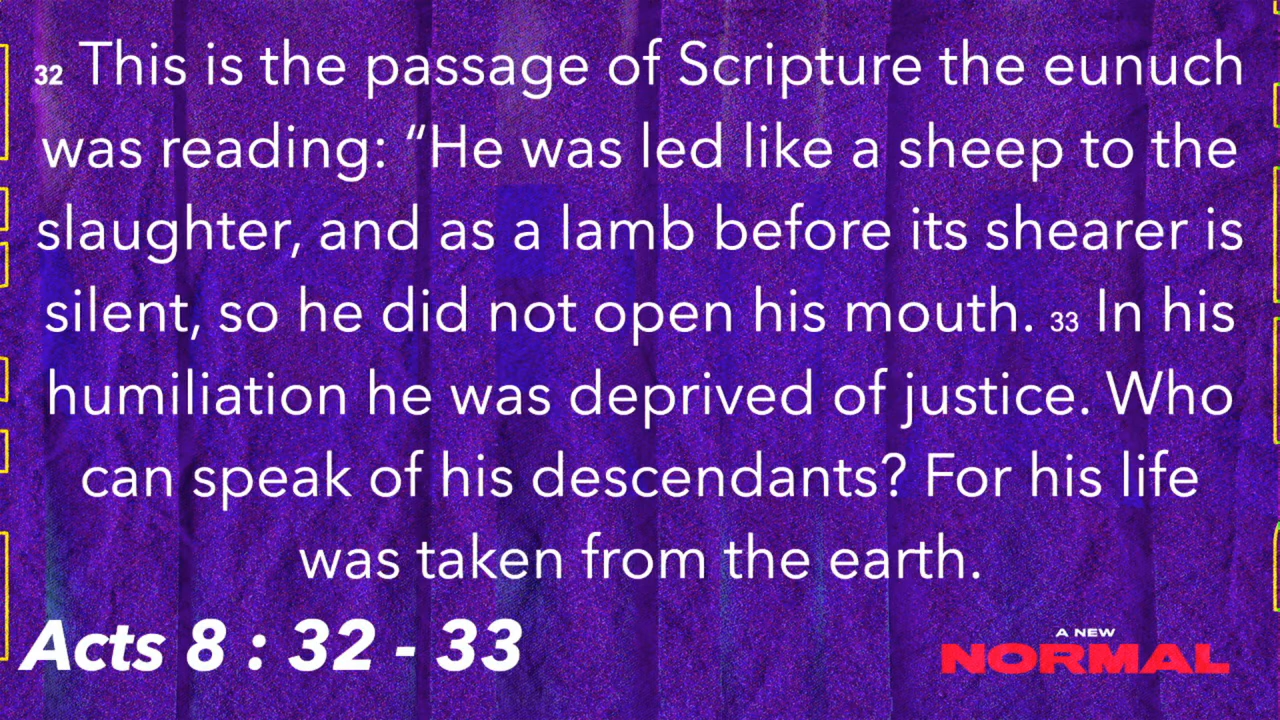 32 This is the passage of Scripture the eunuch
was reading: “He was led like a sheep to the
slaughter, and as a lamb before its shearer is
silent, so he did not open his mouth. 33 In his
humiliation he was deprived of justice. Who
can speak of his descendants? For his life
was taken from the earth.
Acts 8 : 32 - 33
A NEW
NORMAL